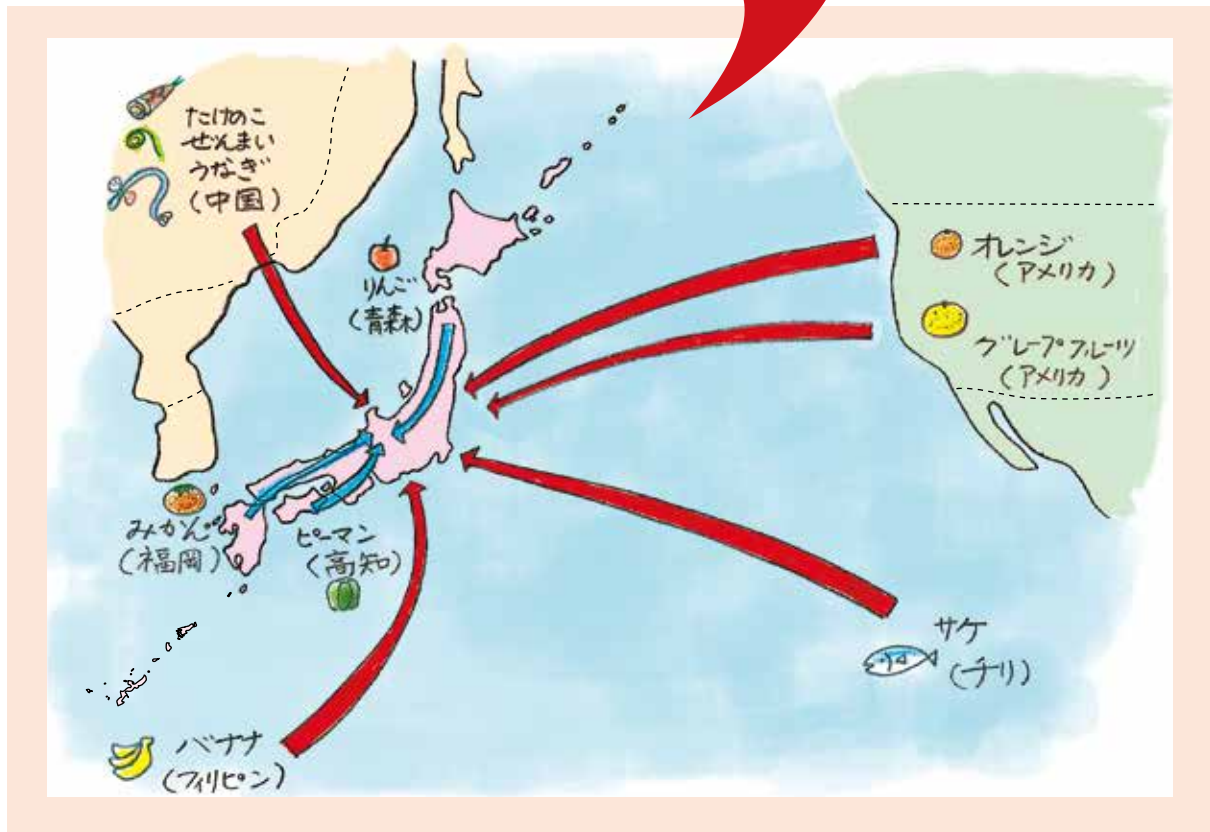 たけのこ
ぜんまい
うなぎ
(中国)
りんご
(青森)
オレンジ
(アメリカ)
グレープフルーツ
(アメリカ)
みかん
(福岡)
ピーマン
(高知)
サケ
(チリ)
バナナ
(フィリピン)